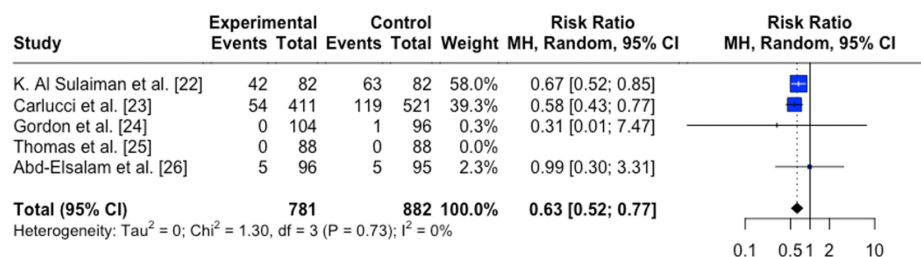 Experimental Control Risk Ratio Risk Ratio
Study Events Total Events Total Weight MH, Random, 95% CI MH, Random, 95% CI
K. Al Sulaiman et al. [22] 42 82 63 82 58.0% 0.67 [0.52; 0.85]
Carlucci et al. [23] 54 411 119 521 39.3% 0.58 [0.43; 0.77]
Gordon et al. [24] 0 104 1 96 0.3% 0.31 [0.01; 7.47]
Thomas et al. [25] 0 88 0 88 0.0%
Abd-Elsalam et al. [26] 5 96 5 95 2.3% 0.99 [0.30; 3.31]
Total (95% CI) 781 882 100.0% 0.63 [0.52; 0.77]
Heterogeneity: Tau² = 0; Chi² = 1.30, df = 3 (P = 0.73); I² = 0%
0.1 0.5 1 2 10